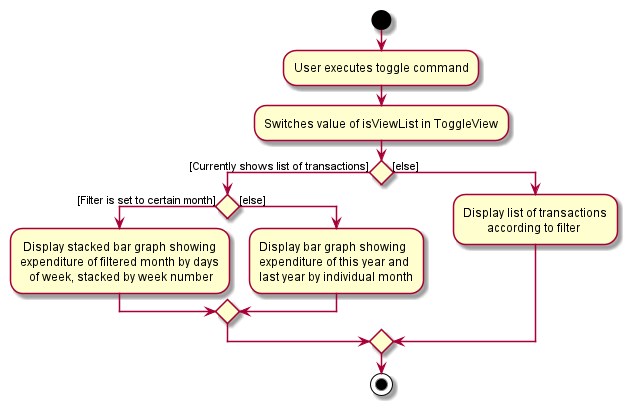 User executes toggle command
Switches value of isViewList in ToggleView
[Currently shows list of transactions]
[else]
[Filter is set to certain month]
[else]
Display list of transactions
according to filter
Display stacked bar graph showing
expenditure of filtered month by days
of week, stacked by week number
Display bar graph showing
expenditure of this year and
last year by individual month